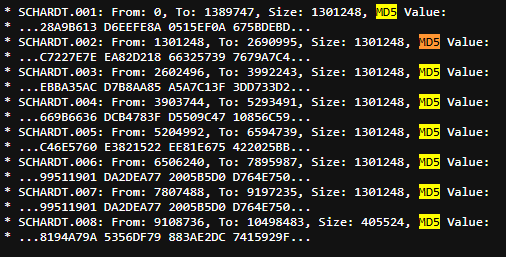 * SCHARDT.001: From: 0, To: 1389747, Size: 1301248, MD5 Value:
* ...28A9B613 D6EEFE8A 0515EF0A 675BDEBD...
* SCHARDT.002: From: 1301248, To: 2690995, Size: 1301248, MD5 Value:
* ...C7227E7E EA82D218 66325739 7679A7C4...
* SCHARDT.003: From: 2602496, To: 3992243, Size: 1301248, MD5 Value:
* ...EBBA35AC D7B8AA85 A5A7C13F 3DD733D2...
* SCHARDT.004: From: 3903744, To: 5293491, Size: 1301248, MD5 Value:
* ...669B6636 DCB4783F D5509C47 10856C59...
* SCHARDT.005: From: 5204992, To: 6594739, Size: 1301248, MD5 Value:
* ...C46E5760 E3821522 EE81E675 422025BB...
* SCHARDT.006: From: 6506240, To: 7895987, Size: 1301248, MD5 Value:
* ...99511901 DA2DEA77 2005B5D0 D764E750...
* SCHARDT.007: From: 7807488, To: 9197235, Size: 1301248, MD5 Value:
* ...99511901 DA2DEA77 2005B5D0 D764E750...
* SCHARDT.008: From: 9108736, To: 10498483, Size: 405524, MD5 Value:
* ...8194A79A 5356DF79 883AE2DC 7415929F...